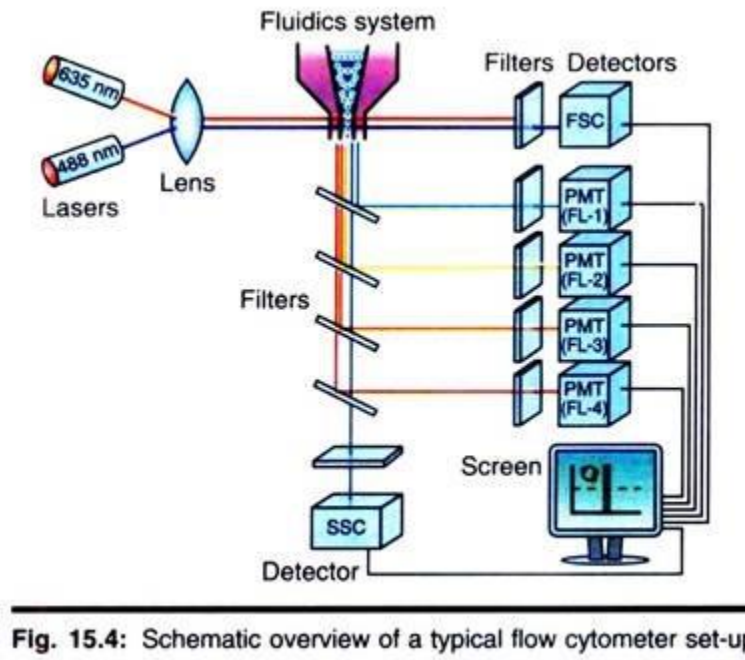 Fluidics system
Filters Detectors
635 nm
FSC
488 nm
Lens
Lasers
PMT
(FL-1)
PMT
(FL-2)
Filters
PMT
(FL-3)
PMT
(FL-4)
Screen
SSC
Detector
Fig. 15.4: Schematic overview of a typical flow cytometer set-up